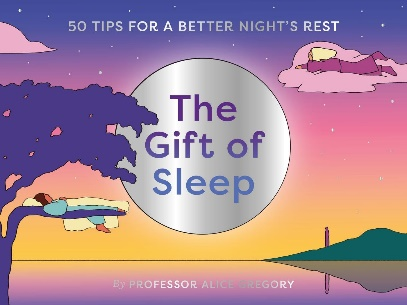 50 TIPS FOR A BETTER NIGHT'S REST
The
Gift of
Sleep
By PROFESSOR ALICE GREGORY